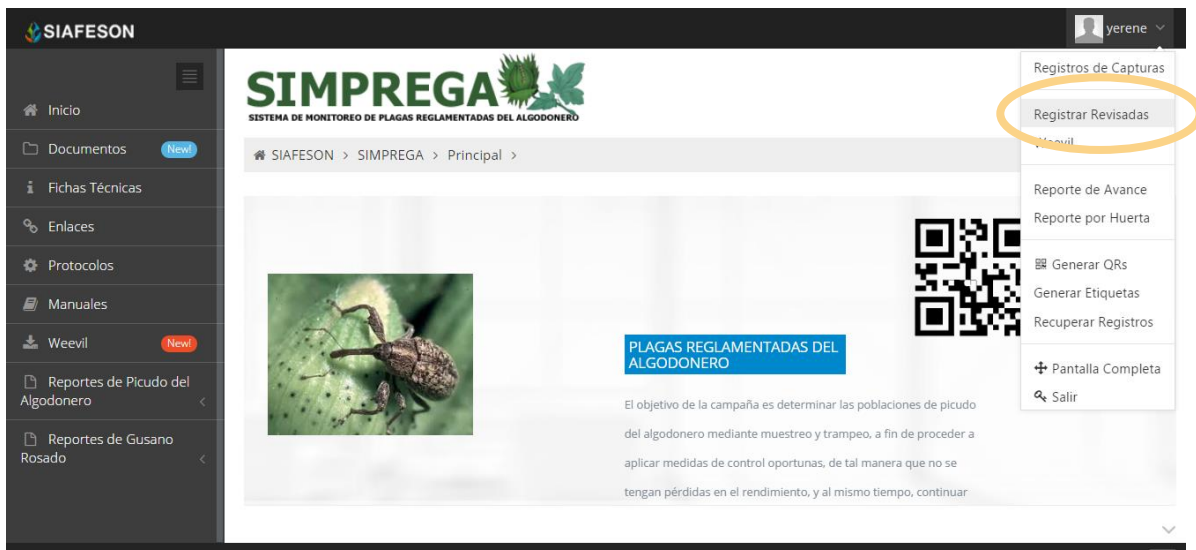 SIAFESON
yerene
Inicio
Documentos New!
Fichas Técnicas
Enlaces
Protocolos
Manuales
Weevil New!
Reportes de Picudo del
Algodonero
Reportes de Gusano
Rosado
SIMPREGA
SISTEMA DE MONITOREO DE PLAGAS REGLAMENTADAS DEL ALGODONERO
SIAFESON > SIMPREGA > Principal >
PLAGAS REGLAMENTADAS DEL
ALGODONERO
El objetivo de la campaña es determinar las poblaciones de picudo
del algodonero mediante muestreo y trampeo, a fin de proceder a
aplicar medidas de control oportunas, de tal manera que no se
tengan pérdidas en el rendimiento, y al mismo tiempo, continuar
Registros de Capturas
Registrar Revisadas
Weevil
Reporte de Avance
Reporte por Huerta
Generar QRs
Generar Etiquetas
Recuperar Registros
Pantalla Completa
Salir